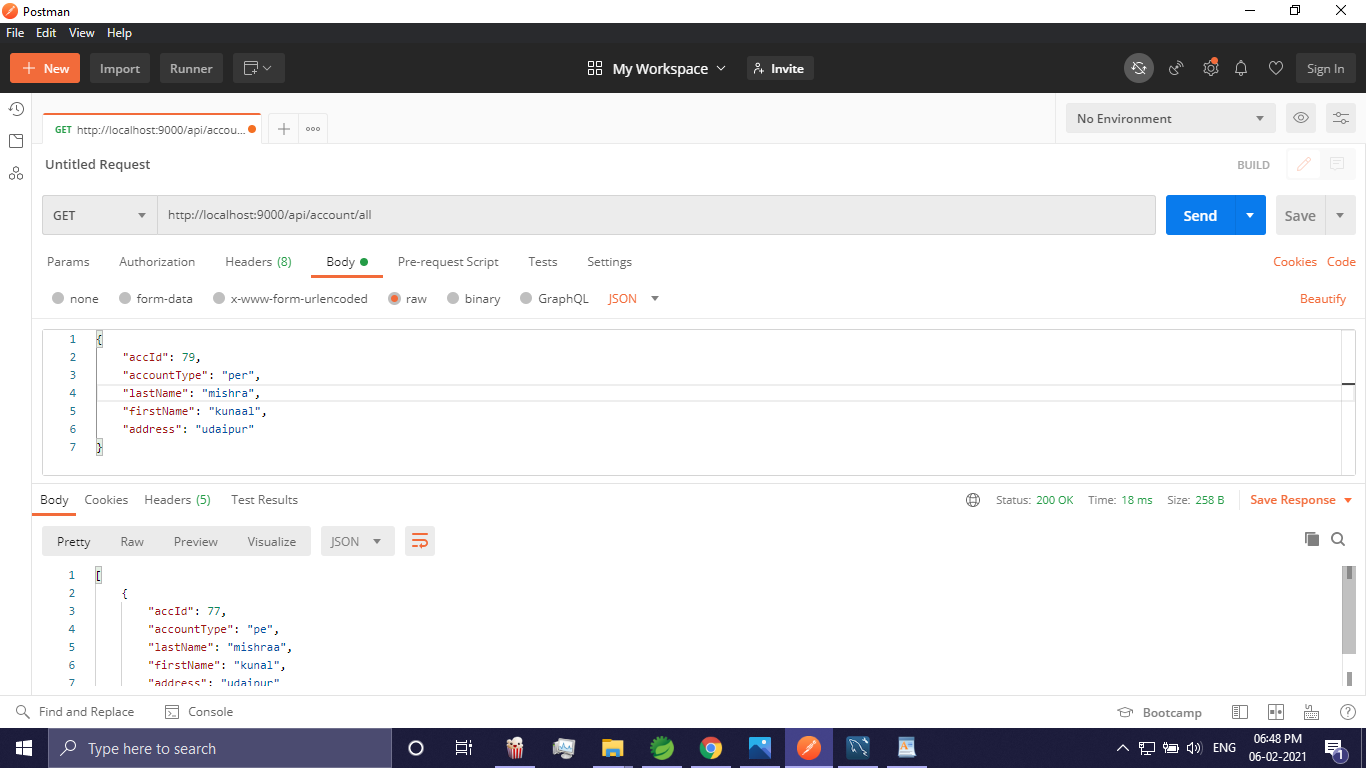 Postman
File Edit View Help
New Import Runner My Workspace Invite Sign In
GET http://localhost:9000/api/accou... No Environment
Untitled Request BUILD
GET http://localhost:9000/api/account/all Send Save
Params Authorization Headers (8) Body Pre-request Script Tests Settings Cookies Code
none form-data x-www-form-urlencoded raw binary GraphQL JSON Beautify
1 {
2 "accId": 79,
3 "accountType": "per",
4 "lastName": "mishra",
5 "firstName": "kunaal",
6 "address": "udaipur"
7 }
Body Cookies Headers (5) Test Results Status: 200 OK Time: 18 ms Size: 258 B Save Response
Pretty Raw Preview Visualize JSON
1 [
2 {
3 "accId": 77,
4 "accountType": "pe",
5 "lastName": "mishraa",
6 "firstName": "kunal",
7 "address": "udaipur"
Find and Replace Console Bootcamp
Type here to search ENG 06:48 PM
06-02-2021 1